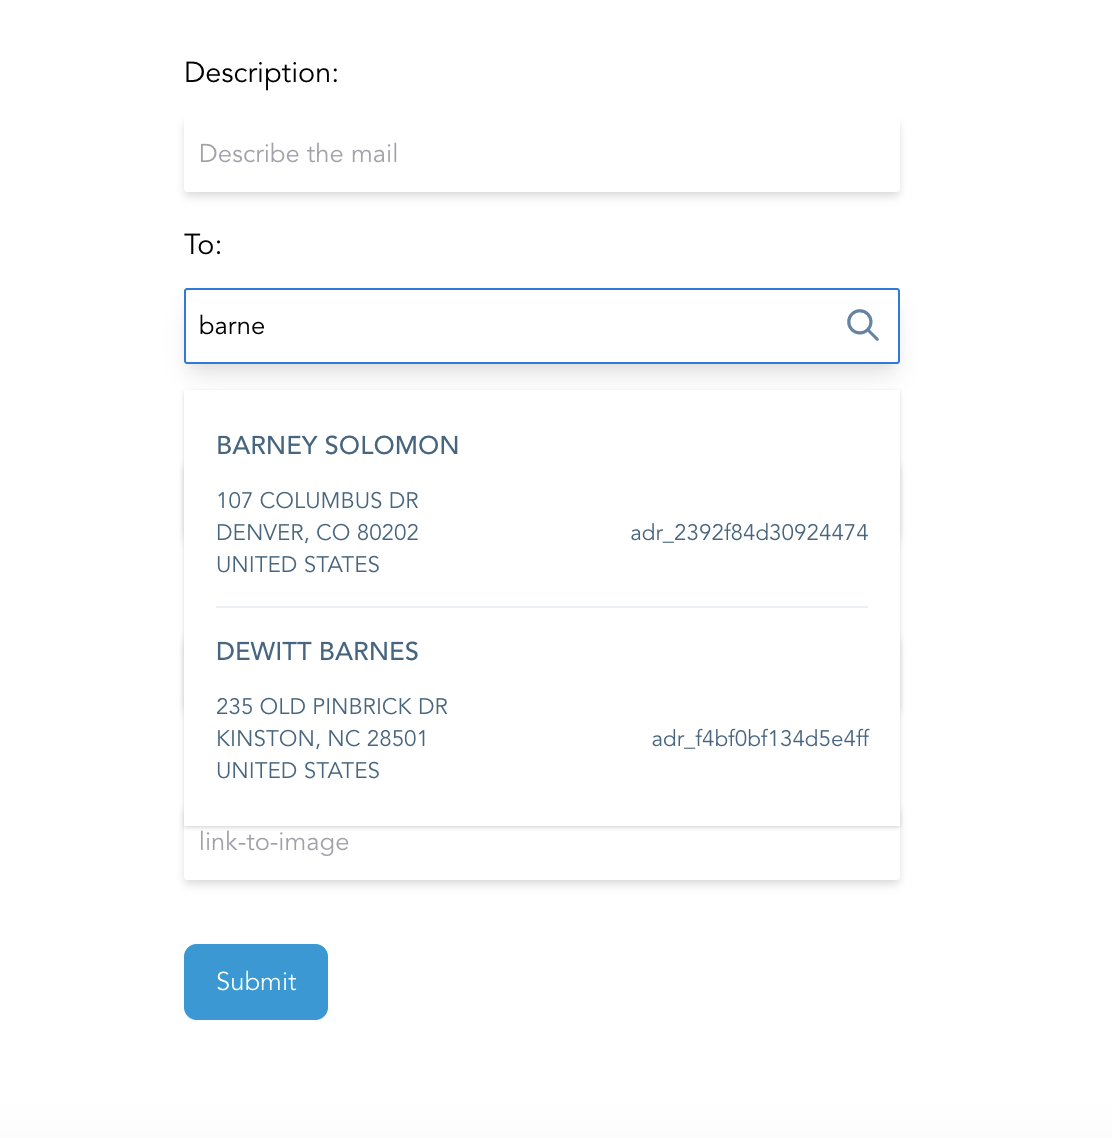 Description:
Describe the mail
To:
barne
BARNEY SOLOMON
107 COLUMBUS DR
DENVER, CO 80202
UNITED STATES
adr_2392f84d30924474
DEWITT BARNES
235 OLD PINBRICK DR
KINSTON, NC 28501
UNITED STATES
adr_f4bf0bf134d5e4ff
link-to-image
Submit